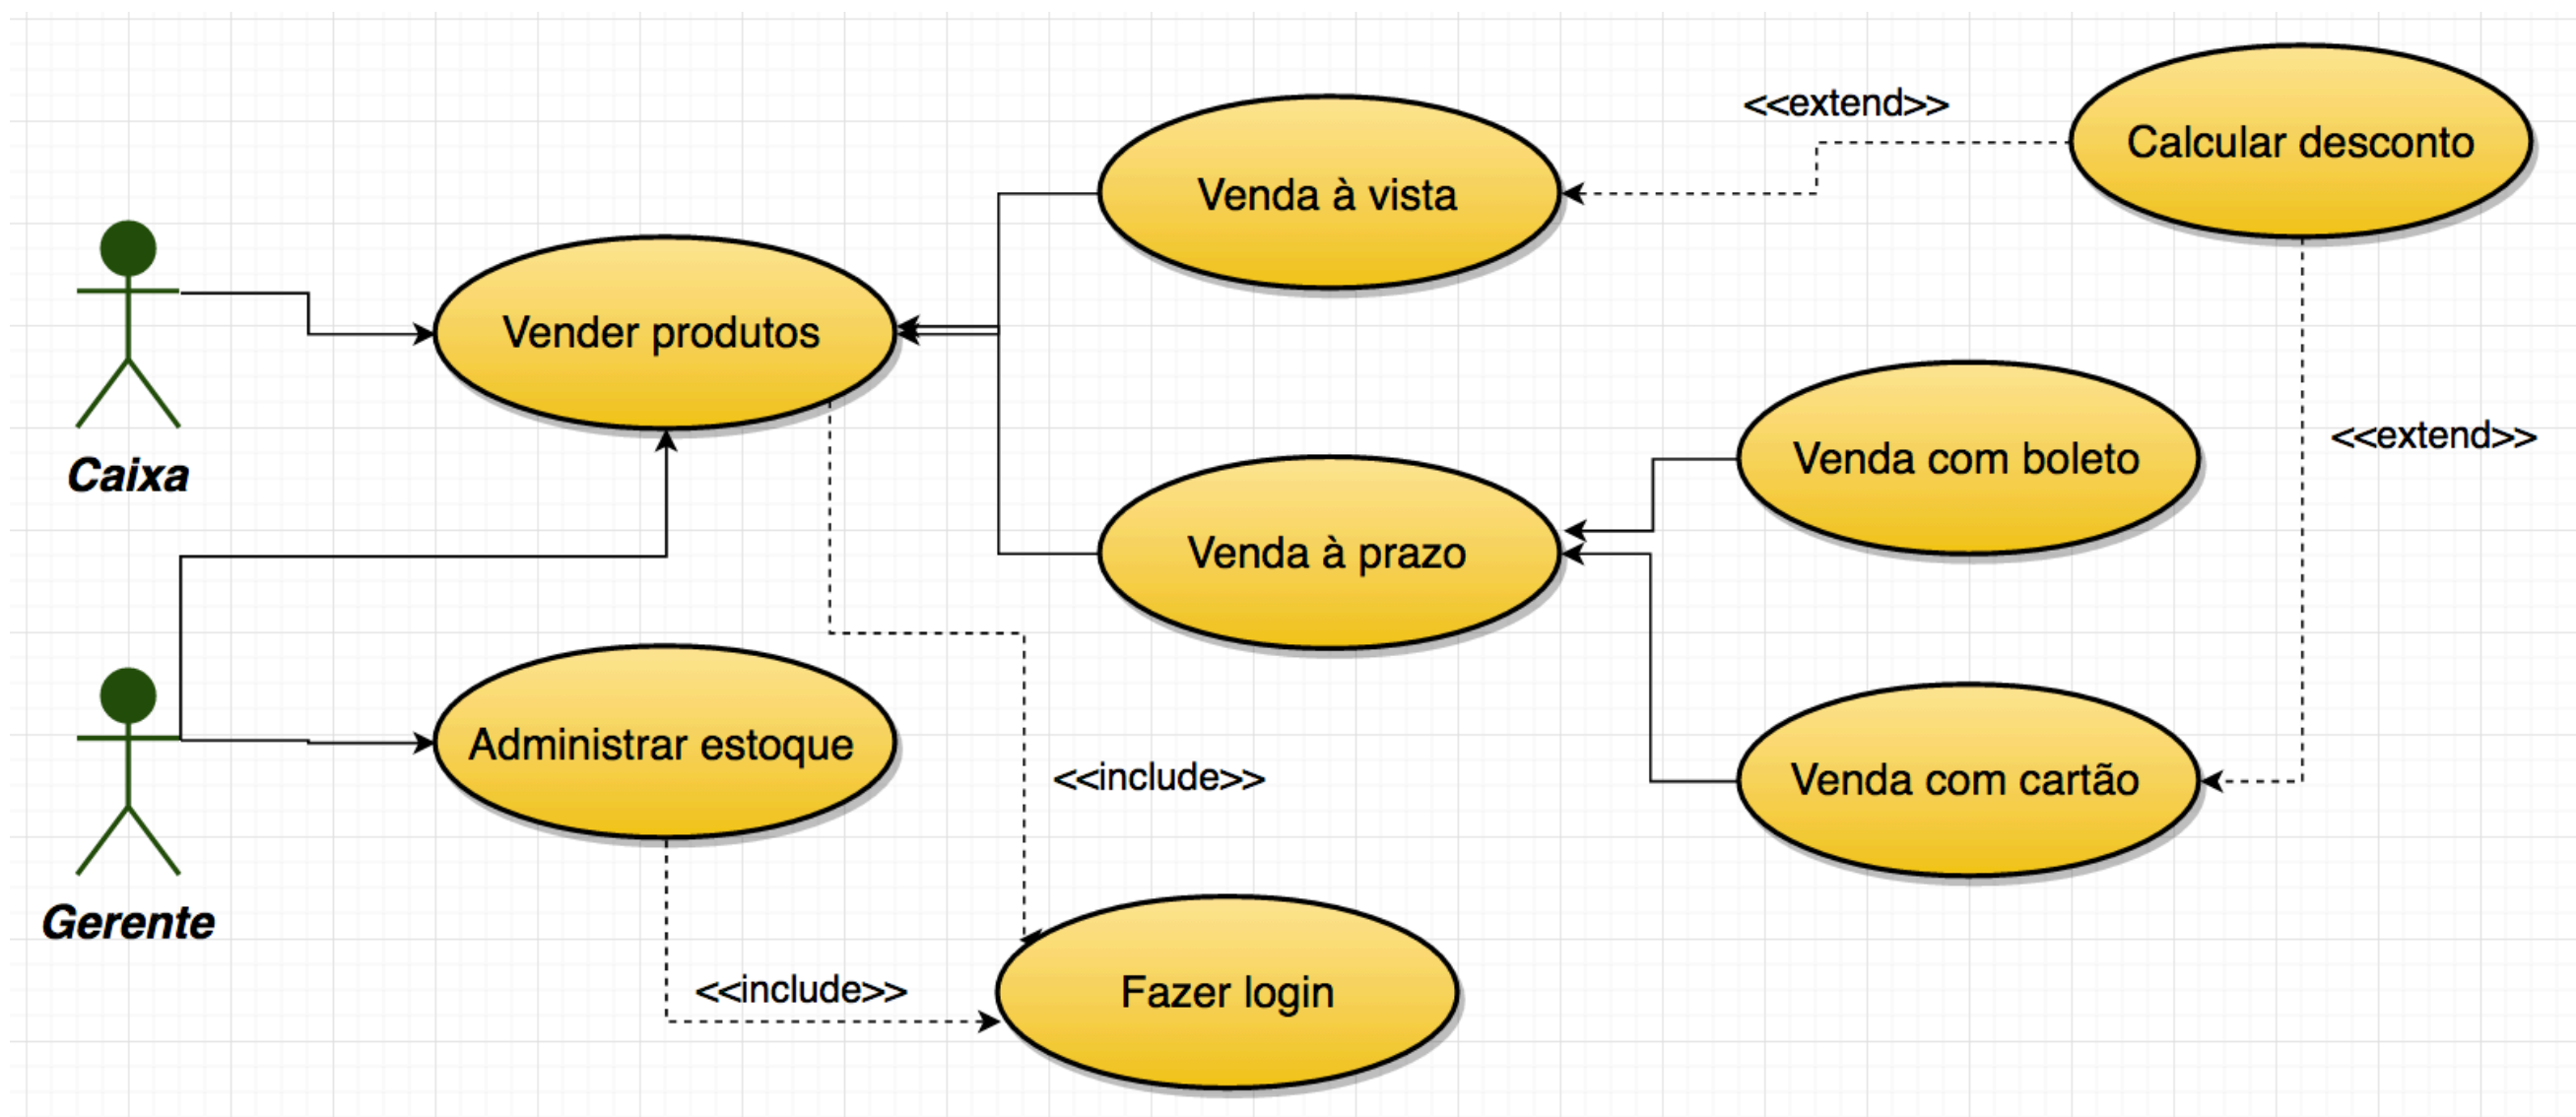 <<extend>>
Calcular desconto
Venda à vista
Vender produtos
Caixa
<<extend>>
Venda com boleto
Venda à prazo
Administrar estoque
<<include>>
Venda com cartão
Gerente
<<include>>
Fazer login